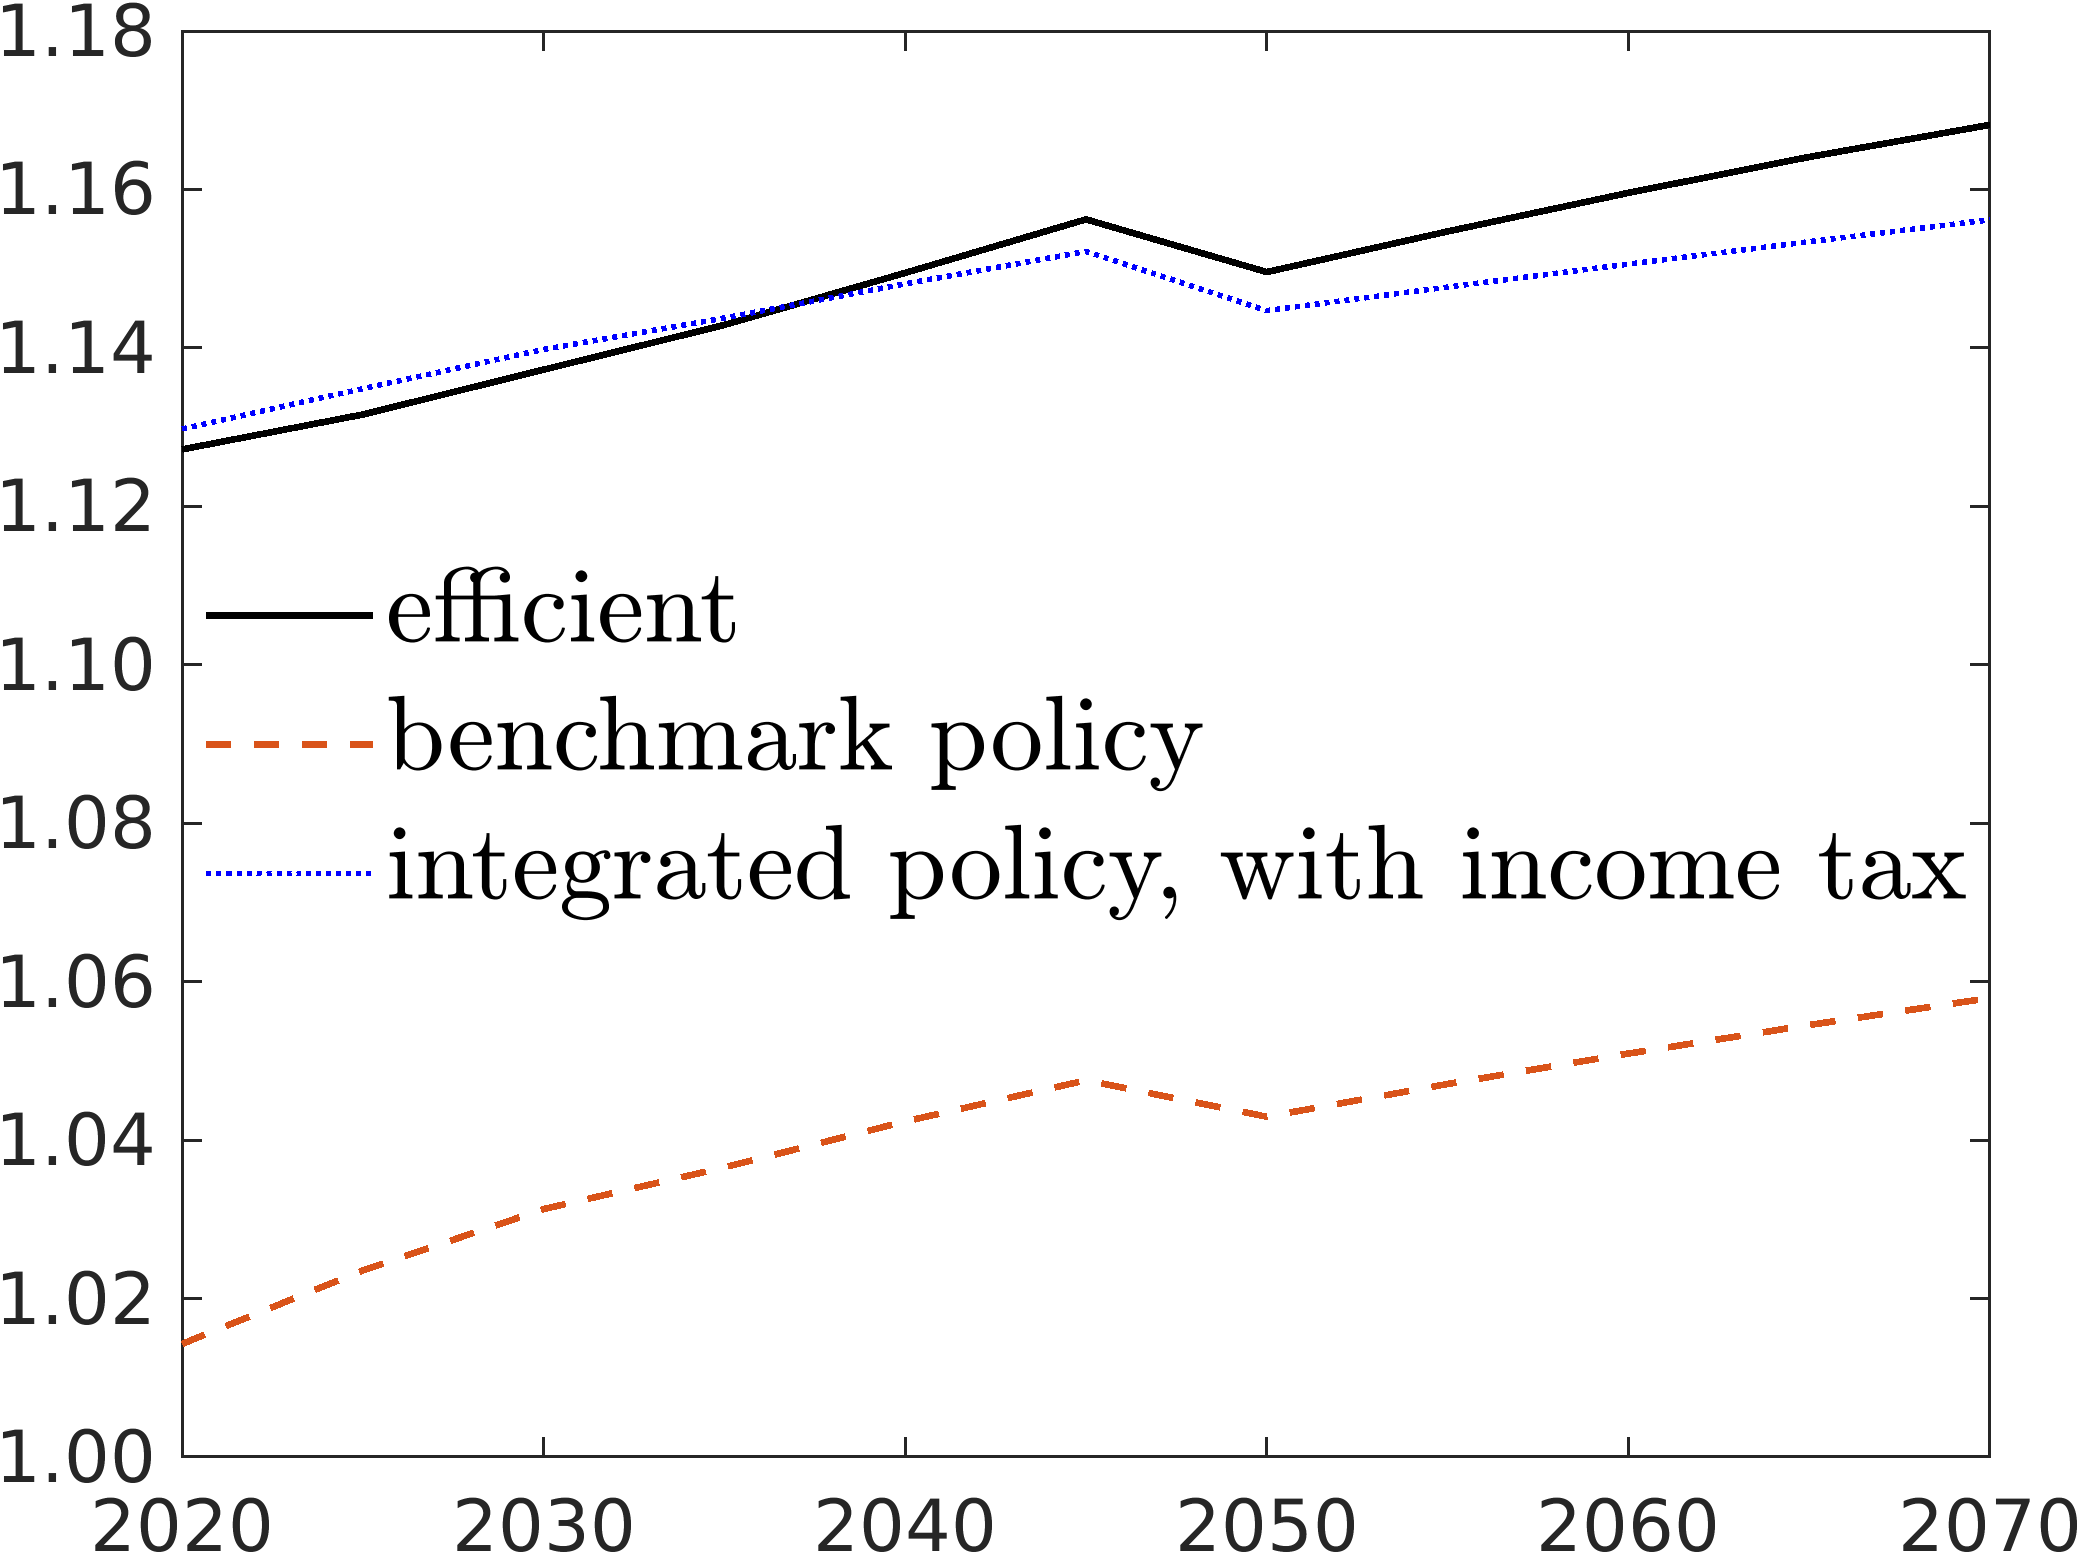 1.18
1.16
1.14
1.12
efficient
1.10
benchmark policy
1.08
integrated policy, with income tax
1.06
1.04
1.02
1.00
2020 2030 2040 2050 2060 2070